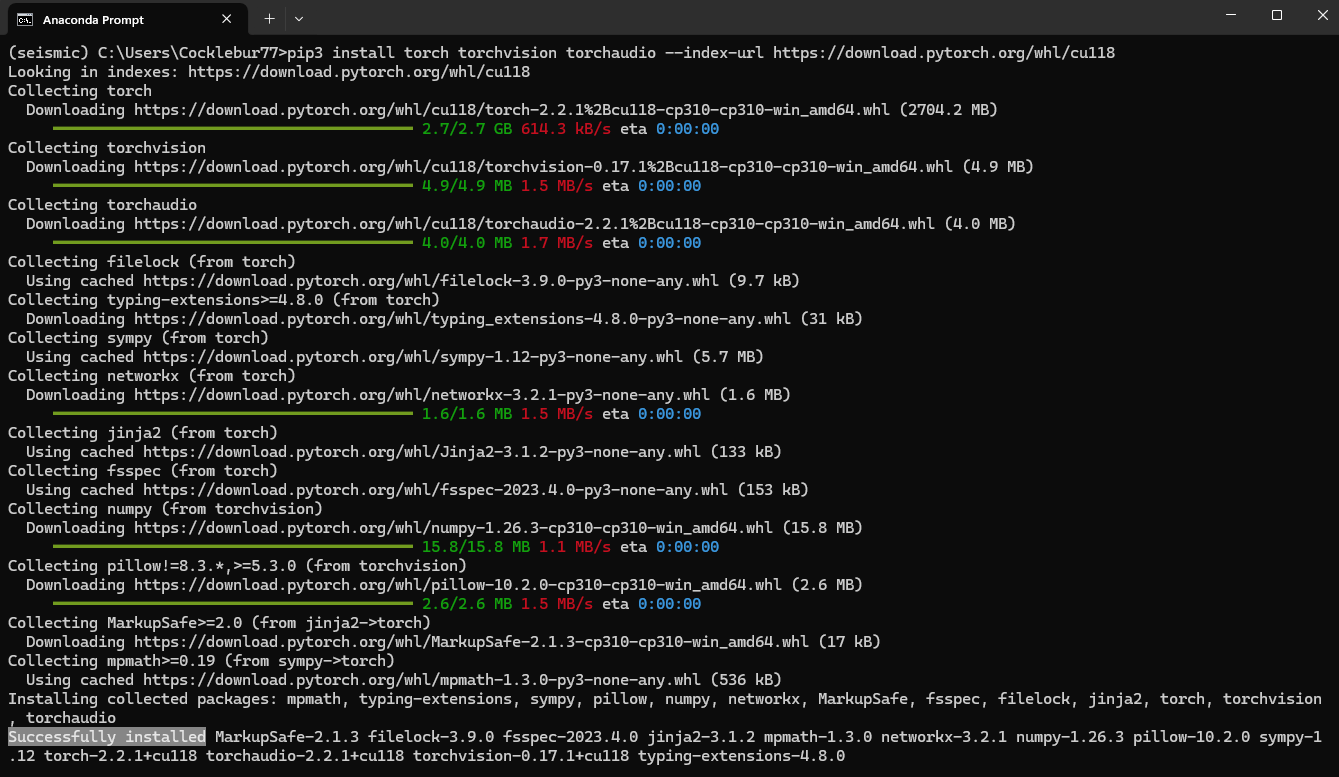 Anaconda Prompt
(seismic) C:\Users\Cocklebur77>pip3 install torch torchvision torchaudio --index-url https://download.pytorch.org/whl/cu118
Looking in indexes: https://download.pytorch.org/whl/cu118
Collecting torch
  Downloading https://download.pytorch.org/whl/cu118/torch-2.2.1%2Bcu118-cp310-cp310-win_amd64.whl (2704.2 MB)
2.7/2.7 GB 614.3 kB/s eta 0:00:00
Collecting torchvision
  Downloading https://download.pytorch.org/whl/cu118/torchvision-0.17.1%2Bcu118-cp310-cp310-win_amd64.whl (4.9 MB)
4.9/4.9 MB 1.5 MB/s eta 0:00:00
Collecting torchaudio
  Downloading https://download.pytorch.org/whl/cu118/torchaudio-2.2.1%2Bcu118-cp310-cp310-win_amd64.whl (4.0 MB)
4.0/4.0 MB 1.7 MB/s eta 0:00:00
Collecting filelock (from torch)
  Using cached https://download.pytorch.org/whl/filelock-3.9.0-py3-none-any.whl (9.7 kB)
Collecting typing-extensions>=4.8.0 (from torch)
  Downloading https://download.pytorch.org/whl/typing_extensions-4.8.0-py3-none-any.whl (31 kB)
Collecting sympy (from torch)
  Using cached https://download.pytorch.org/whl/sympy-1.12-py3-none-any.whl (5.7 MB)
Collecting networkx (from torch)
  Downloading https://download.pytorch.org/whl/networkx-3.2.1-py3-none-any.whl (1.6 MB)
1.6/1.6 MB 1.5 MB/s eta 0:00:00
Collecting jinja2 (from torch)
  Using cached https://download.pytorch.org/whl/Jinja2-3.1.2-py3-none-any.whl (133 kB)
Collecting fsspec (from torch)
  Using cached https://download.pytorch.org/whl/fsspec-2023.4.0-py3-none-any.whl (153 kB)
Collecting numpy (from torchvision)
  Downloading https://download.pytorch.org/whl/numpy-1.26.3-cp310-cp310-win_amd64.whl (15.8 MB)
15.8/15.8 MB 1.1 MB/s eta 0:00:00
Collecting pillow!=8.3.*,>=5.3.0 (from torchvision)
  Downloading https://download.pytorch.org/whl/pillow-10.2.0-cp310-cp310-win_amd64.whl (2.6 MB)
2.6/2.6 MB 1.5 MB/s eta 0:00:00
Collecting MarkupSafe>=2.0 (from jinja2->torch)
  Downloading https://download.pytorch.org/whl/MarkupSafe-2.1.3-cp310-cp310-win_amd64.whl (17 kB)
Collecting mpmath>=0.19 (from sympy->torch)
  Using cached https://download.pytorch.org/whl/mpmath-1.3.0-py3-none-any.whl (536 kB)
Installing collected packages: mpmath, typing-extensions, sympy, pillow, numpy, networkx, MarkupSafe, fsspec, filelock, jinja2, torch, torchvision
, torchaudio
Successfully installed MarkupSafe-2.1.3 filelock-3.9.0 fsspec-2023.4.0 jinja2-3.1.2 mpmath-1.3.0 networkx-3.2.1 numpy-1.26.3 pillow-10.2.0 sympy-1
.12 torch-2.2.1+cu118 torchaudio-2.2.1+cu118 torchvision-0.17.1+cu118 typing-extensions-4.8.0